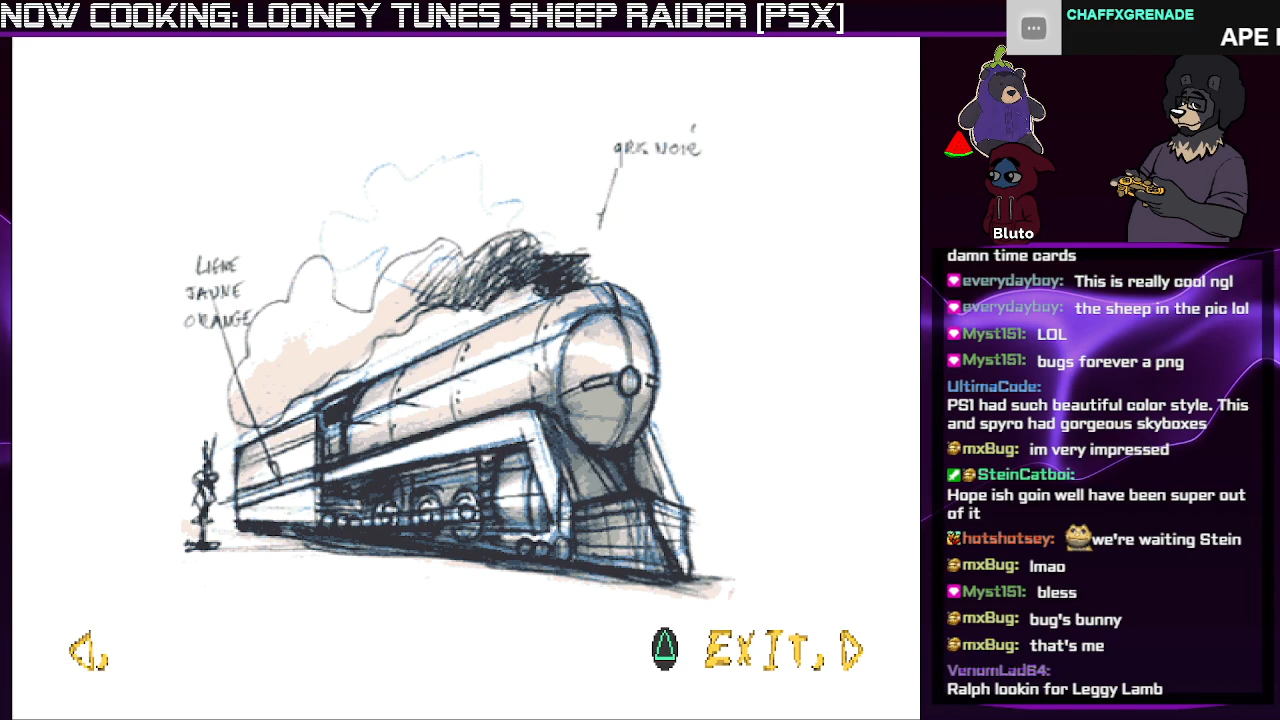 NOW COOKING: LOONEY TUNES SHEEP RAIDER [PSX]
CHAFFXGRENADE
APE
gris noir
LIGNE
JAUNE
ORANGE
EXIT
Bluto
damn time cards
everydayboy: This is really cool ngl
everydayboy: the sheep in the pic lol
Myst151: LOL
Myst151: bugs forever a png
UltimaCode:
PS1 had such beautiful color style. This
and spyro had gorgeous skyboxes
mxBug: im very impressed
SteinCatboi:
Hope ish goin well have been super out
of it
hotshotsey: we're waiting Stein
mxBug: lmao
Myst151: bless
mxBug: bug's bunny
mxBug: that's me
VenomLad64:
Ralph lookin for Leggy Lamb